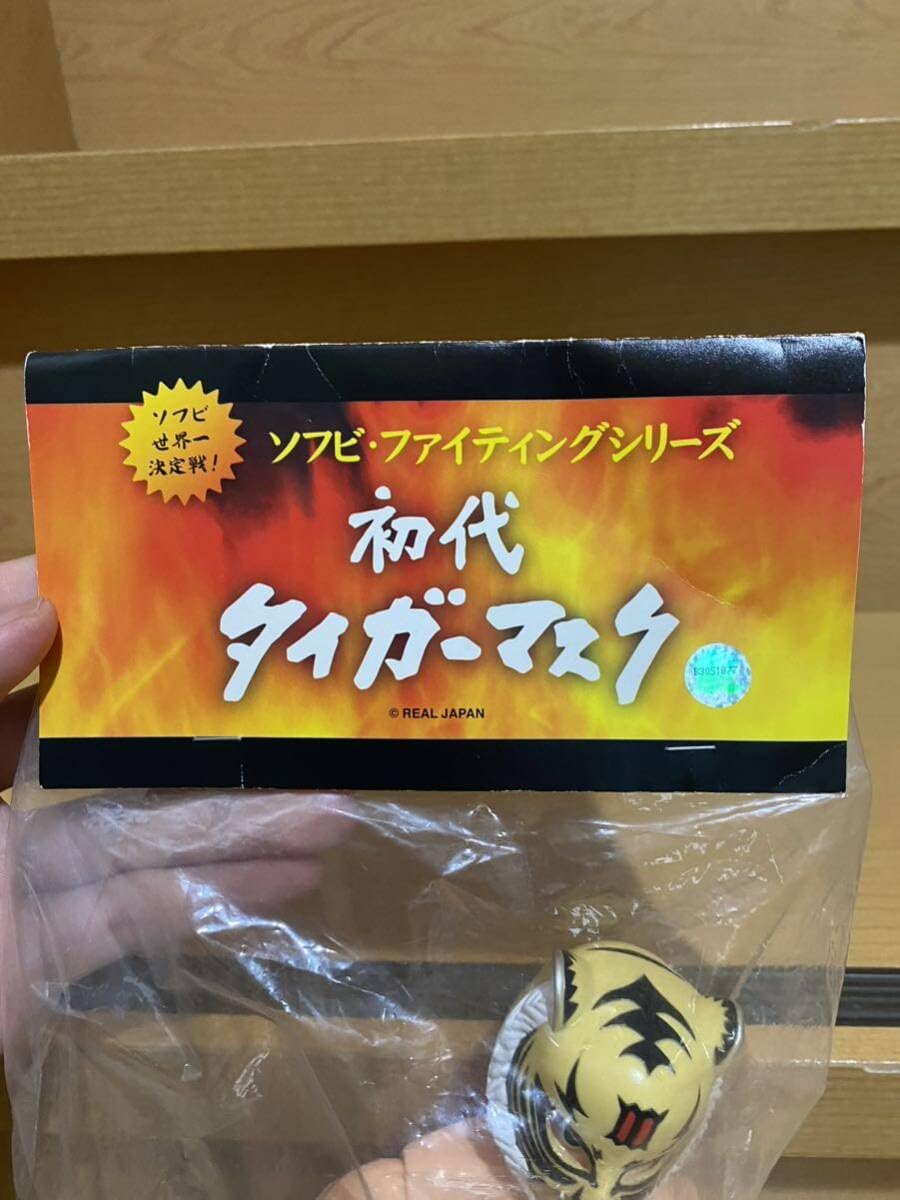 ソフビ
世界一
決定戦!
ソフビ・ファイティングシリーズ
初代
タイガーマスク
© REAL JAPAN